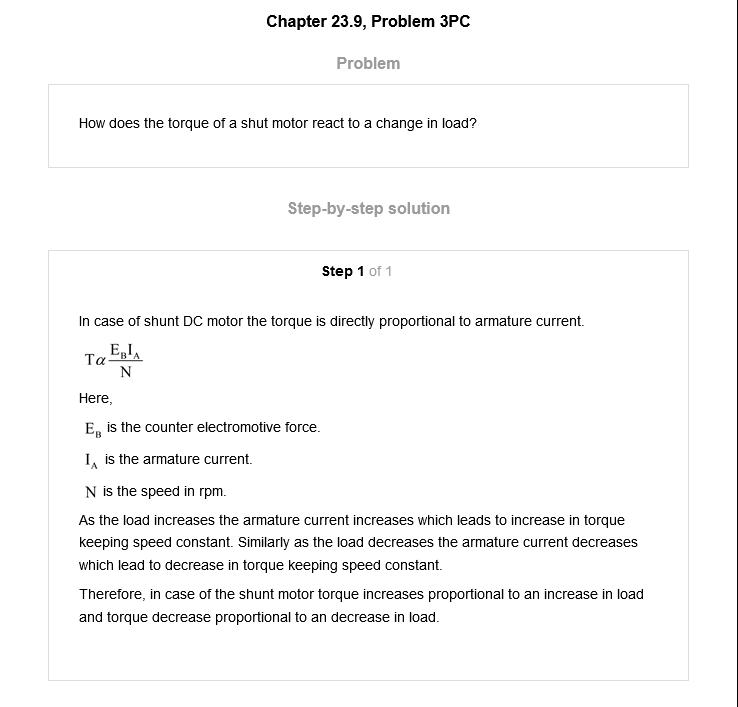 Chapter 23.9, Problem 3PC
Problem
How does the torque of a shut motor react to a change in load?
Step-by-step solution
Step 1 of 1
In case of shunt DC motor the torque is directly proportional to armature current.
Tα E_B I_A / N
Here,
E_B is the counter electromotive force.
I_A is the armature current.
N is the speed in rpm.
As the load increases the armature current increases which leads to increase in torque
keeping speed constant. Similarly as the load decreases the armature current decreases
which lead to decrease in torque keeping speed constant.
Therefore, in case of the shunt motor torque increases proportional to an increase in load
and torque decrease proportional to an decrease in load.